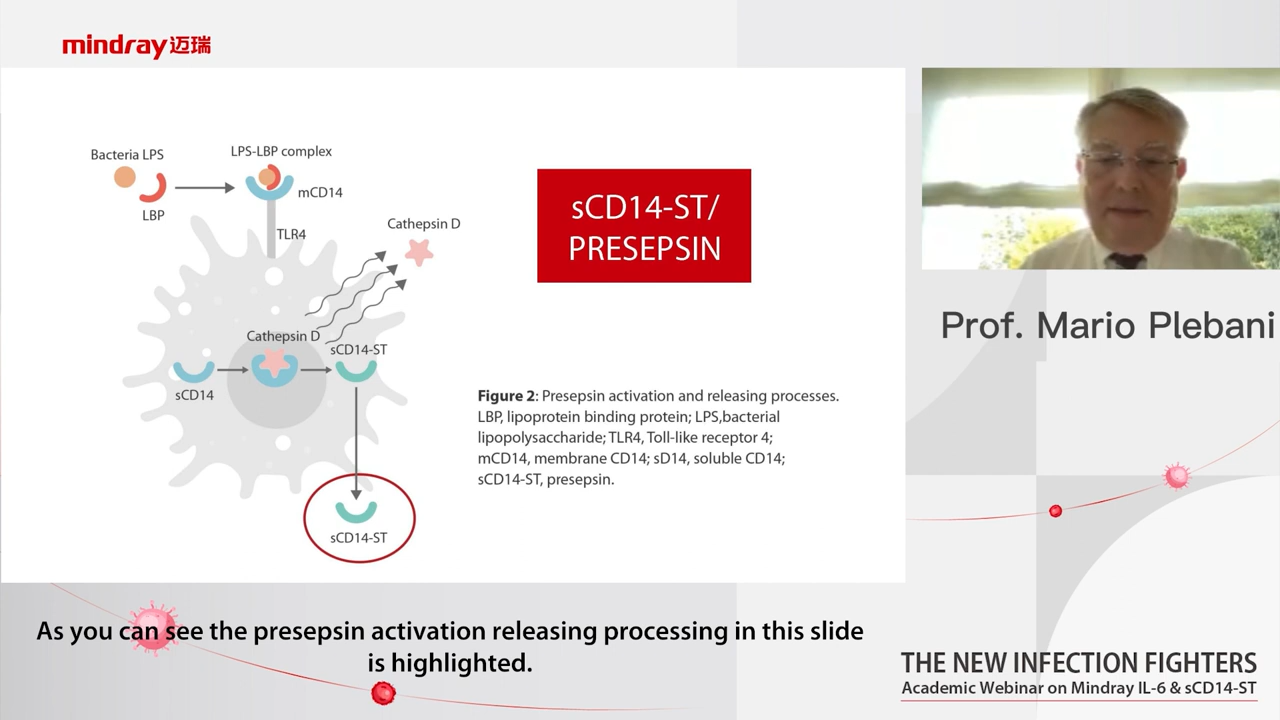 mindray迈瑞
Bacteria LPS
LBP
LPS-LBP complex
mCD14
TLR4
Cathepsin D
Cathepsin D
sCD14-ST
sCD14
sCD14-ST
sCD14-ST/
PRESEPSIN
Figure 2: Presepsin activation and releasing processes.
LBP, lipoprotein binding protein; LPS,bacterial
lipopolysaccharide; TLR4, Toll-like receptor 4;
mCD14, membrane CD14; sD14, soluble CD14;
sCD14-ST, presepsin.
Prof. Mario Plebani
As you can see the presepsin activation releasing processing in this slide
is highlighted.
THE NEW INFECTION FIGHTERS
Academic Webinar on Mindray IL-6 & sCD14-ST